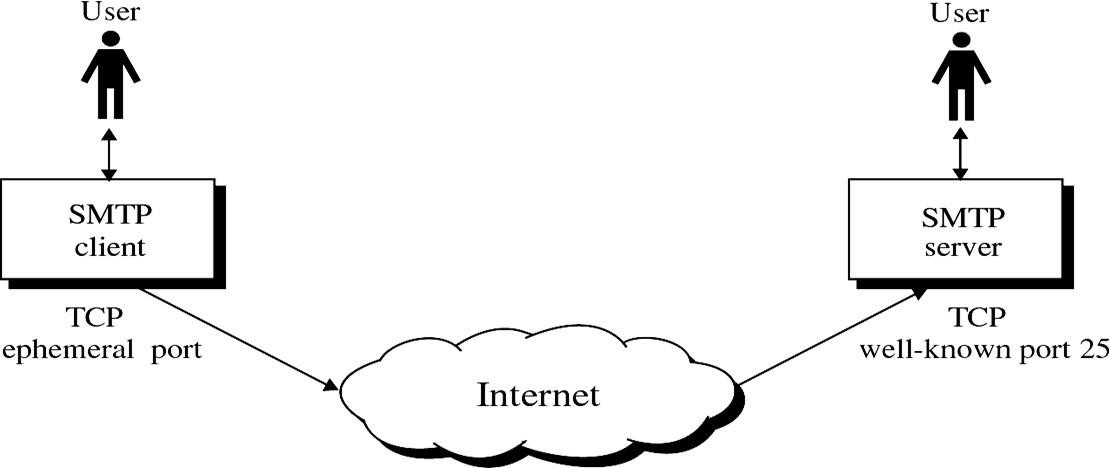 User
User
SMTP
client
SMTP
server
TCP
ephemeral port
TCP
well-known port 25
Internet